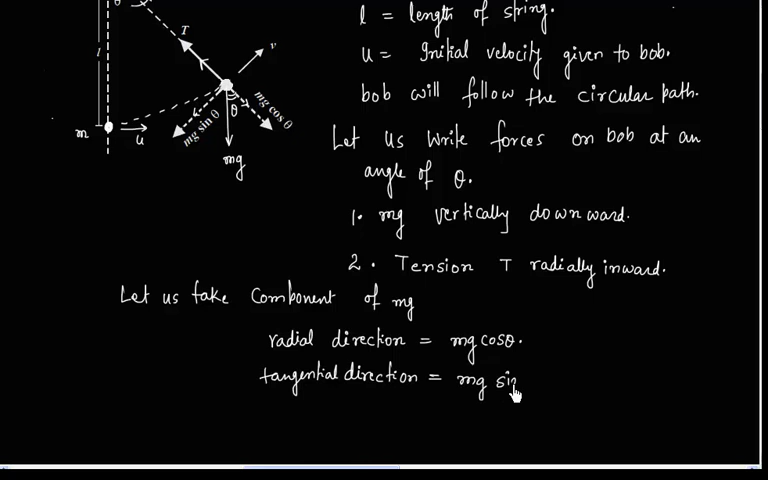 θ
l = length of string.
T
v
l
u = Initial velocity given to bob.
θ
mg cos θ
mg sin θ
bob will follow the circular path.
m
u
mg
Let us write forces on bob at an
angle of θ.
1. mg vertically downward.
2. Tension T radially inward.
Let us take component of mg
radial direction = mg cosθ.
tangential direction = mg sin